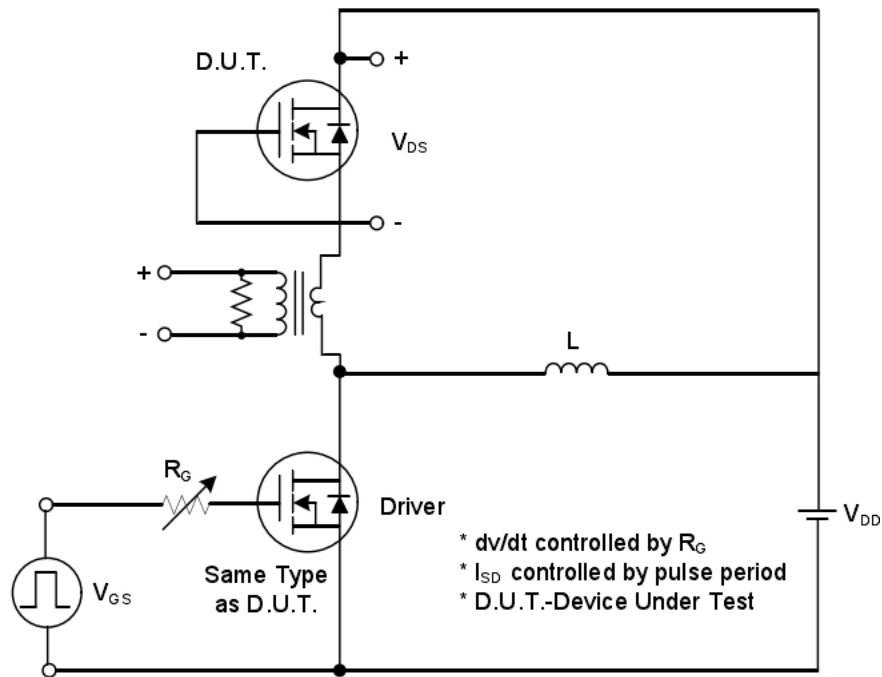 D.U.T.
+
V_DS
-
+
-
L
R_G
Driver
V_DD
V_GS
Same Type
as D.U.T.
* dv/dt controlled by R_G
* I_SD controlled by pulse period
* D.U.T.-Device Under Test